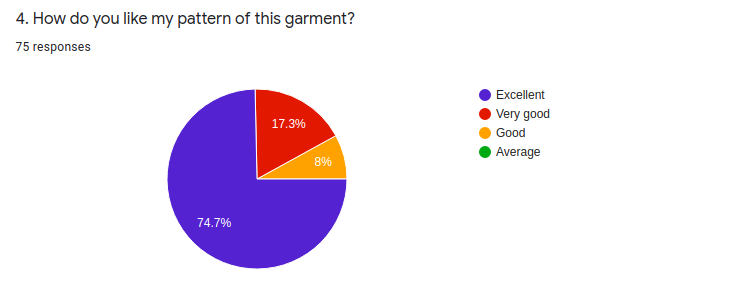 4. How do you like my pattern of this garment?
75 responses
17.3%
8%
74.7%
Excellent
Very good
Good
Average